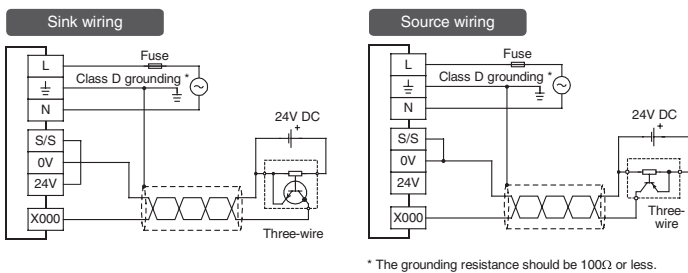 Sink wiring
L
Fuse
Class D grounding *
N
S/S
0V
24V
X000
24V DC
+
Three-wire
Source wiring
L
Fuse
Class D grounding *
N
S/S
0V
24V
X000
24V DC
+
Three-
wire
* The grounding resistance should be 100Ω or less.